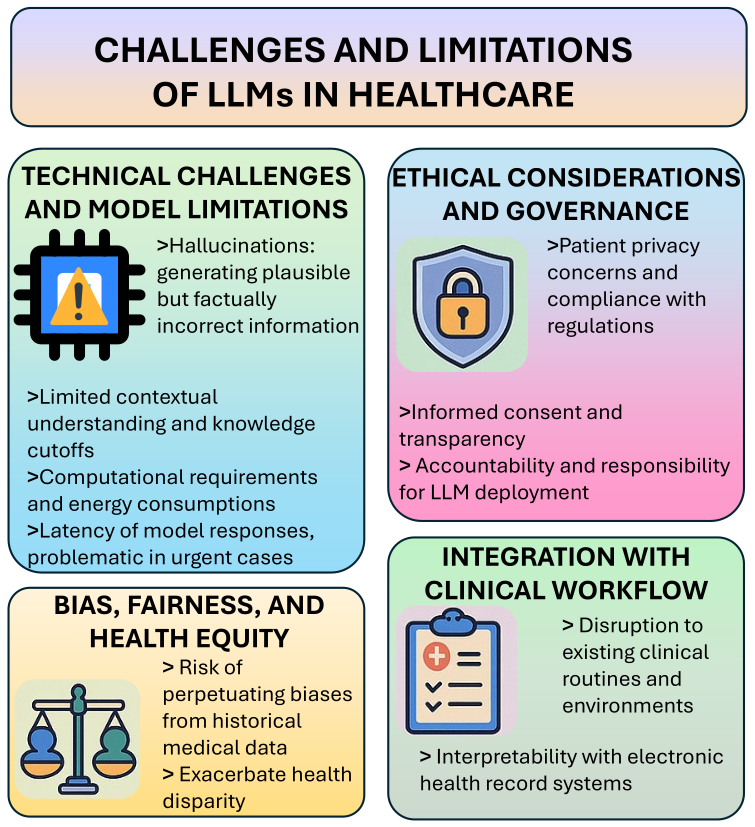 CHALLENGES AND LIMITATIONS
OF LLMs IN HEALTHCARE
TECHNICAL CHALLENGES
AND MODEL LIMITATIONS
>Hallucinations:
generating plausible
but factually
incorrect information
>Limited contextual
understanding and knowledge
cutoffs
>Computational requirements
and energy consumptions
>Latency of model responses,
problematic in urgent cases
ETHICAL CONSIDERATIONS
AND GOVERNANCE
>Patient privacy
concerns and
compliance with
regulations
>Informed consent and
transparency
> Accountability and responsibility
for LLM deployment
BIAS, FAIRNESS, AND
HEALTH EQUITY
> Risk of
perpetuating biases
from historical
medical data
> Exacerbate health
disparity
INTEGRATION WITH
CLINICAL WORKFLOW
> Disruption to
existing clinical
routines and
environments
> Interpretability with electronic
health record systems